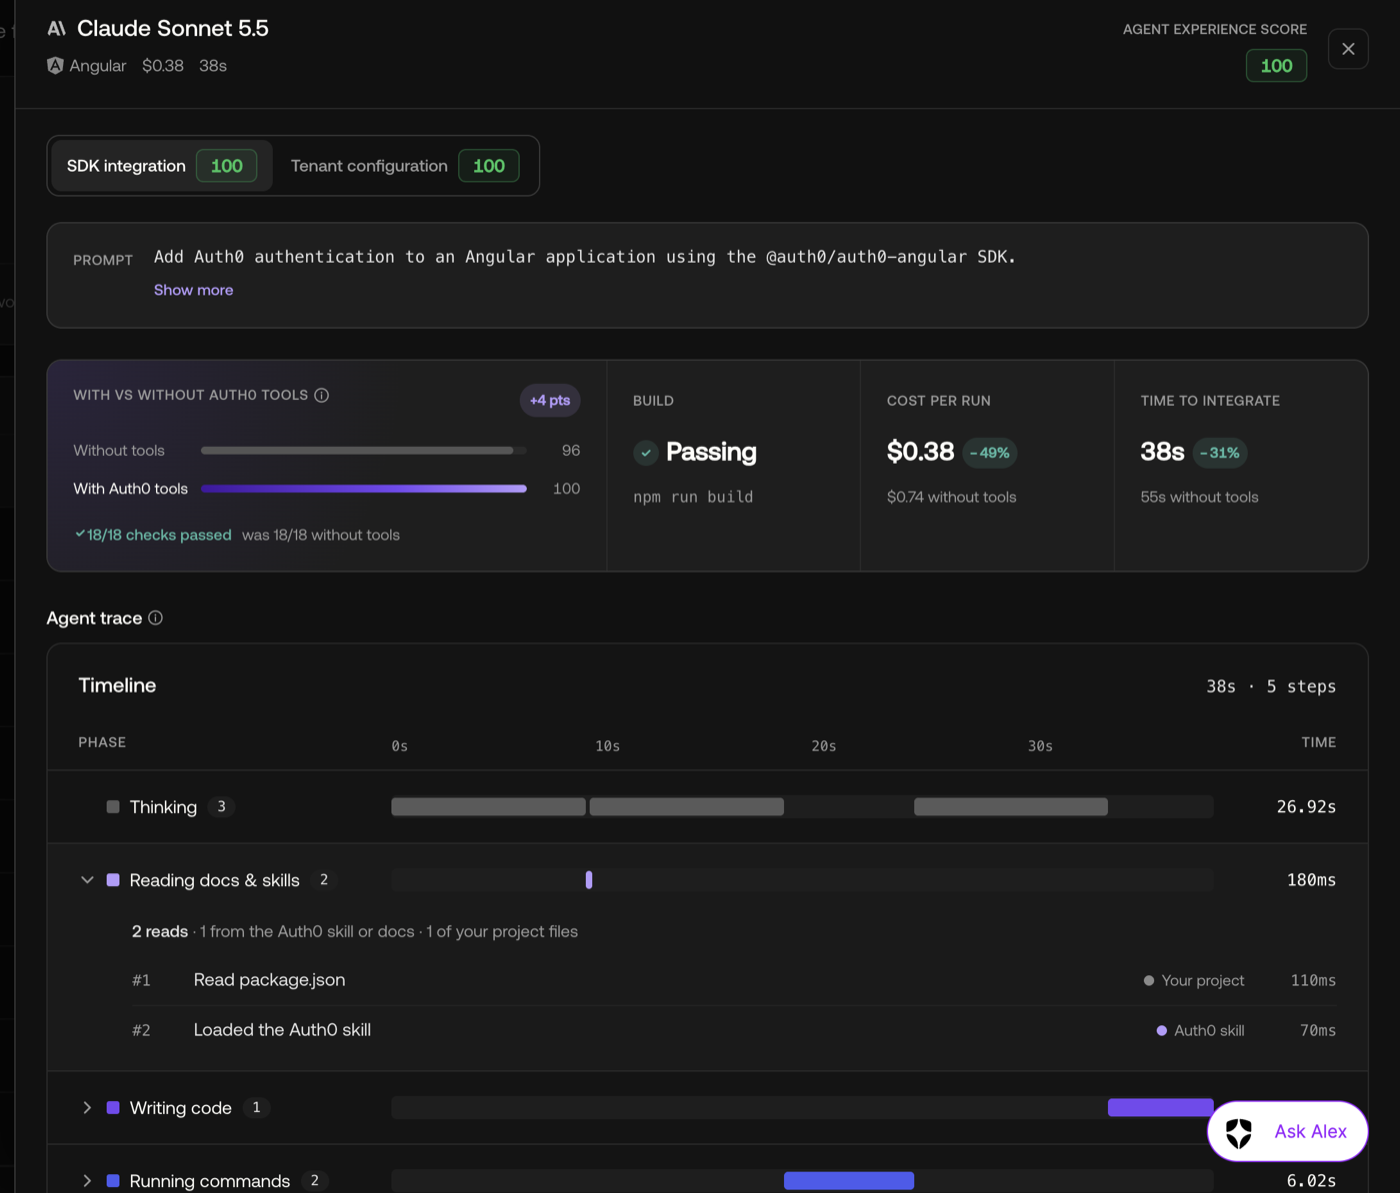 Claude Sonnet 5.5
AGENT EXPERIENCE SCORE
Angular $0.38 38s
100
SDK integration 100 Tenant configuration 100
PROMPT Add Auth0 authentication to an Angular application using the @auth0/auth0-angular SDK.
Show more
WITH VS WITHOUT AUTH0 TOOLS
+4 pts
Without tools 96
With Auth0 tools 100
18/18 checks passed was 18/18 without tools
BUILD
Passing
npm run build
COST PER RUN
$0.38 -49%
$0.74 without tools
TIME TO INTEGRATE
38s -31%
55s without tools
Agent trace
Timeline 38s · 5 steps
PHASE 0s 10s 20s 30s TIME
Thinking 3 26.92s
Reading docs & skills 2 180ms
2 reads · 1 from the Auth0 skill or docs · 1 of your project files
#1 Read package.json Your project 110ms
#2 Loaded the Auth0 skill Auth0 skill 70ms
Writing code 1
Ask Alex
Running commands 2 6.02s